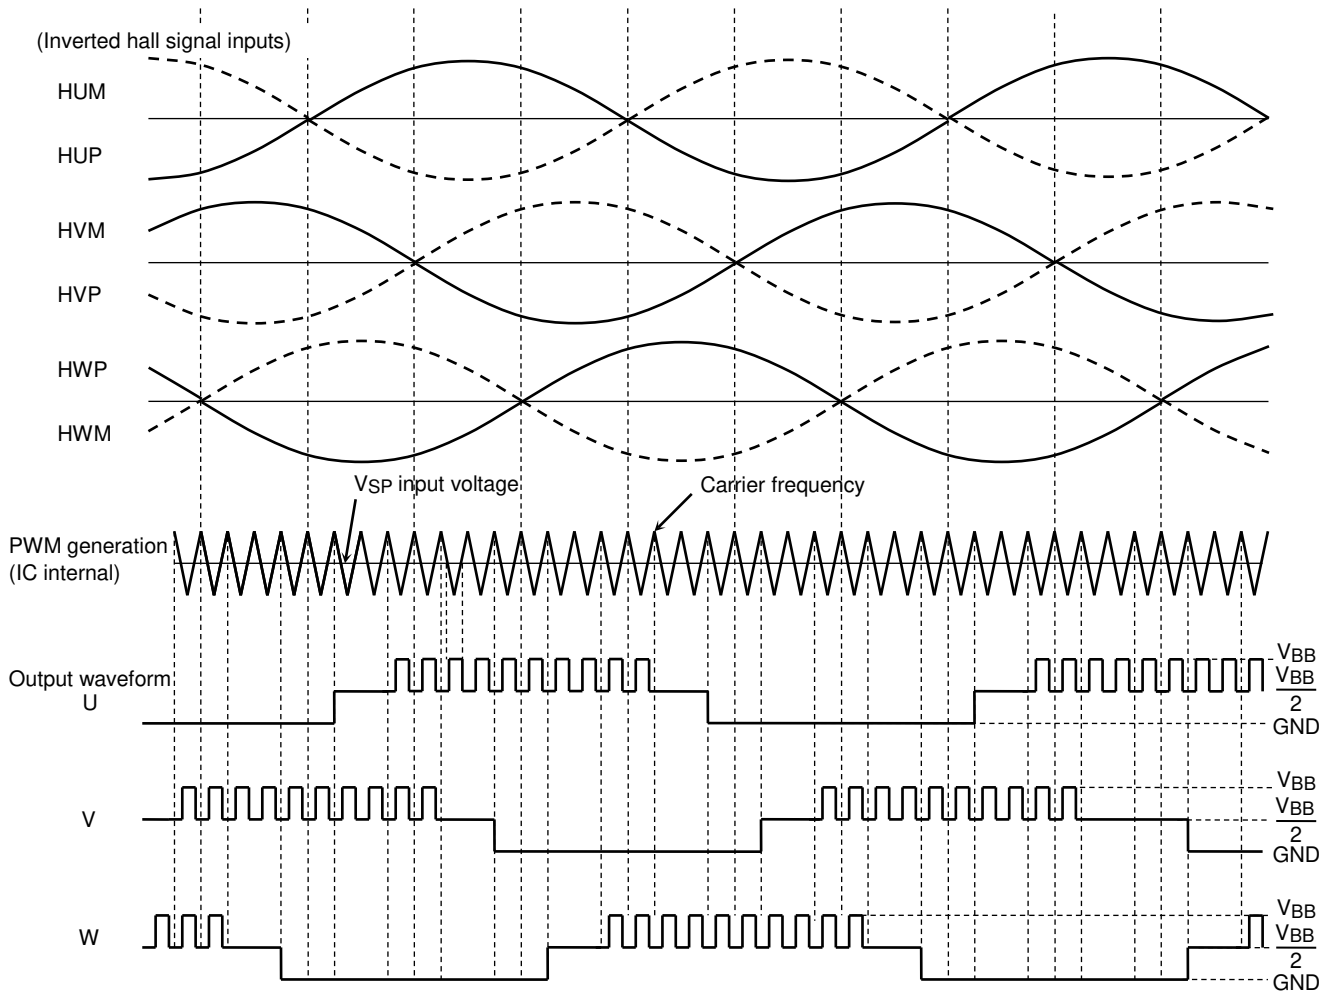 (Inverted hall signal inputs)
HUM
HUP
HVM
HVP
HWP
HWM
VSP input voltage
Carrier frequency
PWM generation
(IC internal)
Output waveform
U
VBB
VBB
2
GND
V
VBB
VBB
2
GND
W
VBB
VBB
2
GND